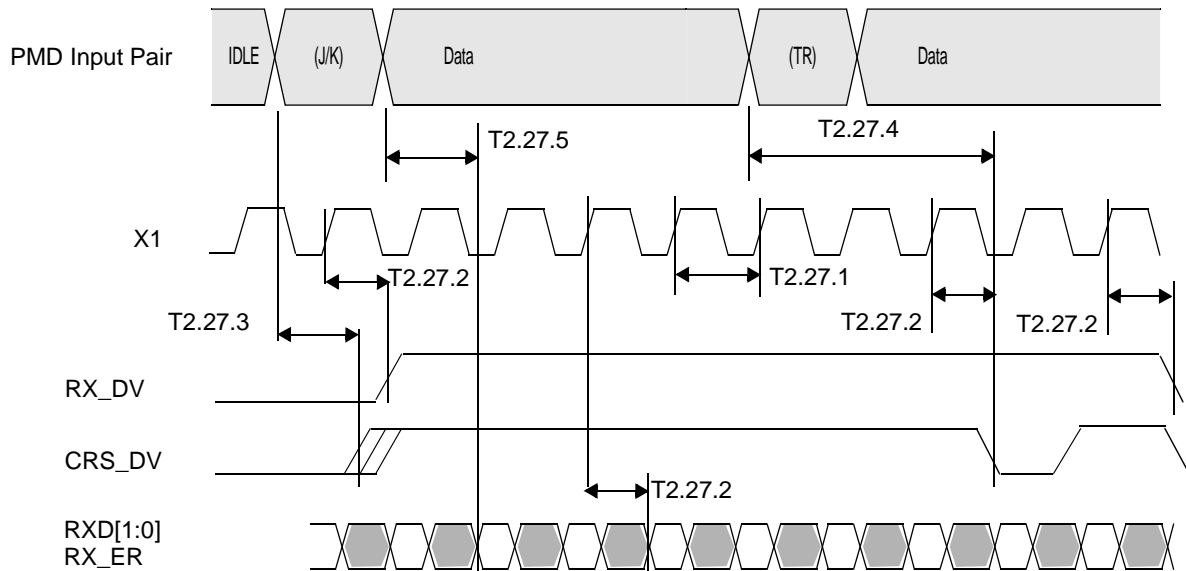 PMD Input Pair
IDLE (J/K) Data (TR) Data
T2.27.5
T2.27.4
X1
T2.27.2
T2.27.1
T2.27.3
T2.27.2
T2.27.2
RX_DV
CRS_DV
T2.27.2
RXD[1:0]
RX_ER